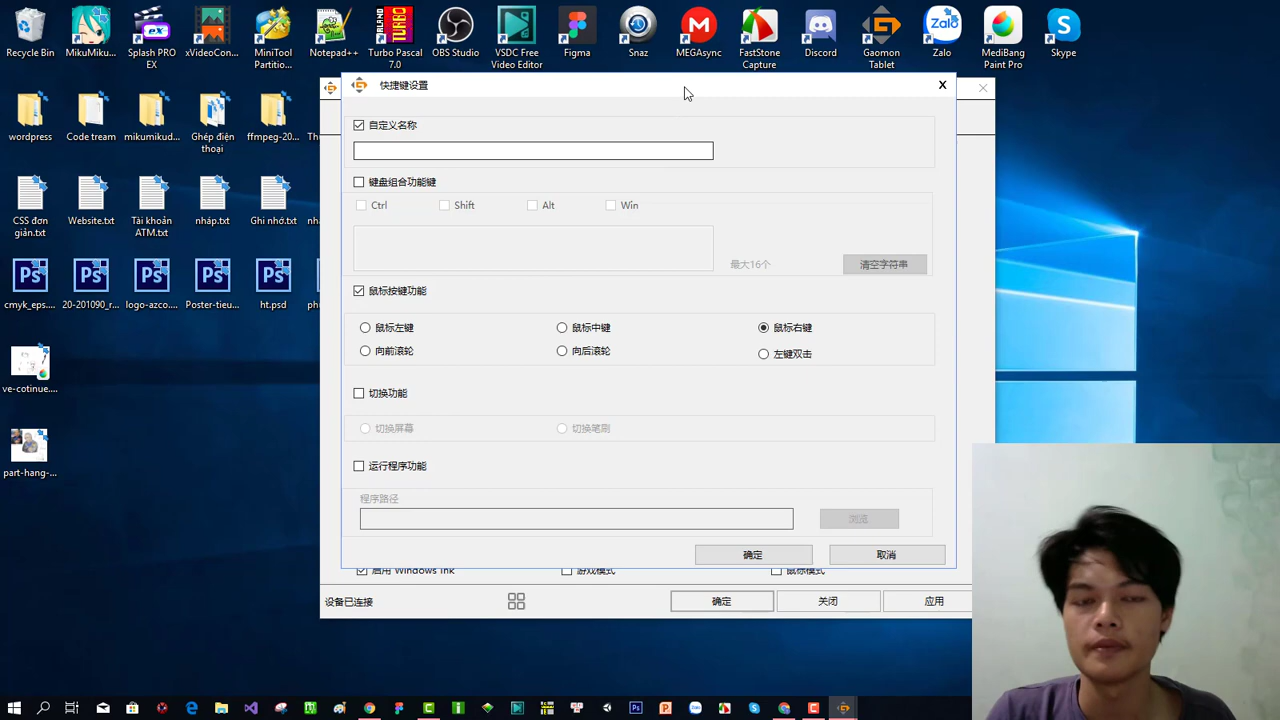 Recycle Bin
MikuMiku...
Splash PRO EX
xVideoCon...
MiniTool Partitio...
Notepad++
Turbo Pascal 7.0
OBS Studio
VSDC Free Video Editor
Figma
Snaz
MEGAsync
FastStone Capture
Discord
Gaomon Tablet
Zalo
MediBang Paint Pro
Skype
快捷键设置
X
wordpress
Code tream
mikumikud...
Ghép điện thoại
ffmpeg-20...
自定义名称
键盘组合功能键
Ctrl
Shift
Alt
Win
CSS đơn giản.txt
Website.txt
Tài khoản ATM.txt
nháp.txt
Ghi nhớ.txt
最大16个
清空字符串
cmyk_eps....
20-201090_r...
logo-azco....
Poster-tieu...
ht.psd
鼠标按键功能
鼠标左键
鼠标中键
鼠标右键
向前滚轮
向后滚轮
左键双击
ve-cotinue....
切换功能
切换屏幕
切换笔刷
part-hang-...
运行程序功能
程序路径
浏览
确定
取消
启用 Windows Ink
游戏模式
鼠标模式
设备已连接
确定
关闭
应用